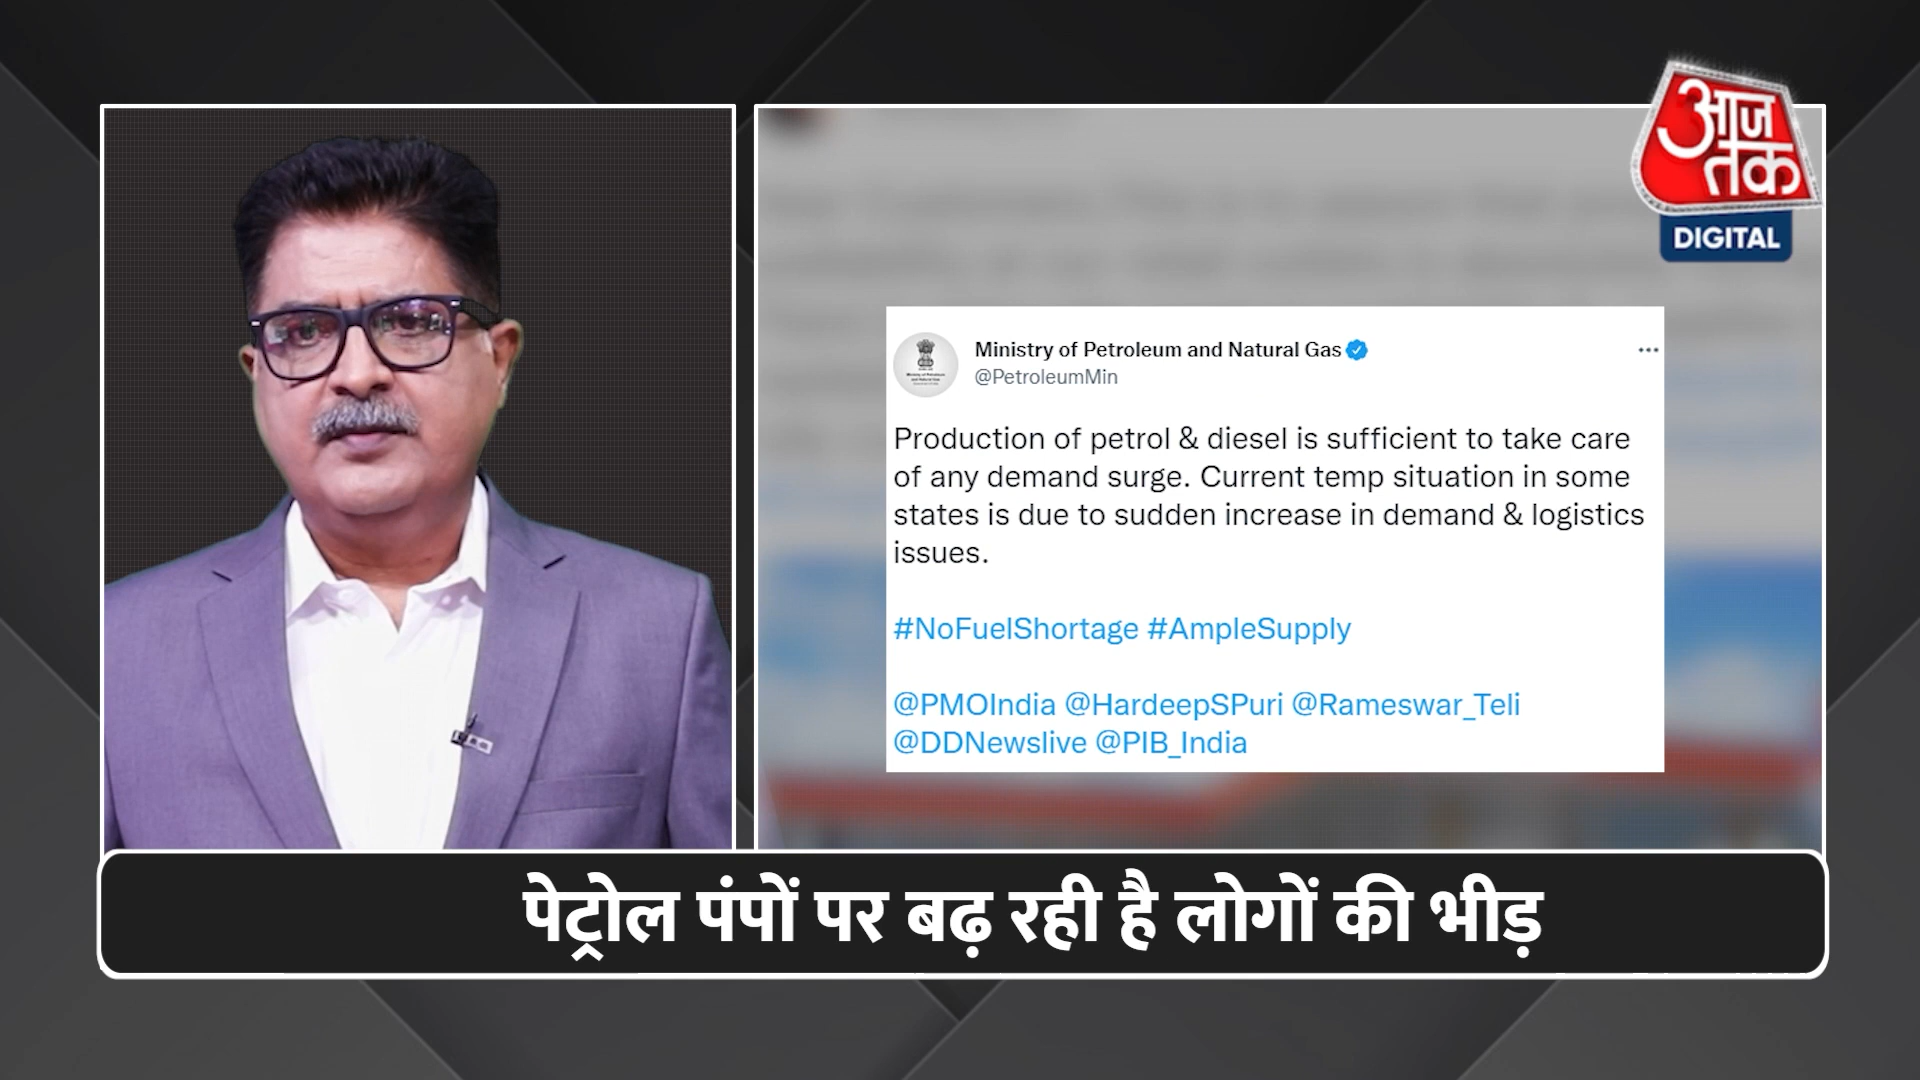 आज
तक
DIGITAL
Ministry of Petroleum and Natural Gas
@PetroleumMin
Production of petrol & diesel is sufficient to take care
of any demand surge. Current temp situation in some
states is due to sudden increase in demand & logistics
issues.
#NoFuelShortage #AmpleSupply
@PMOIndia @HardeepSPuri @Rameswar_Teli
@DDNewslive @PIB_India
पेट्रोल पंपों पर बढ़ रही है लोगों की भीड़